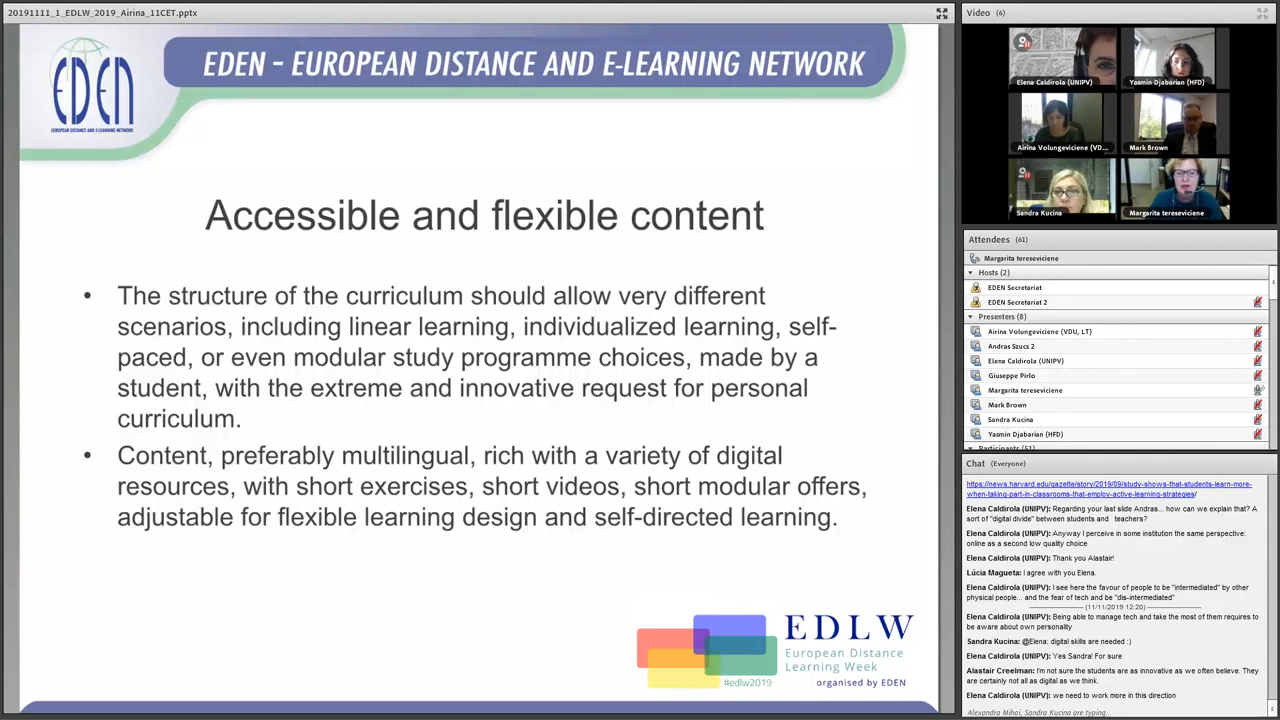 20191111_1_EDLW_2019_Airina_11CET.pptx
EDEN
EUROPEAN DISTANCE AND E-LEARNING NETWORK
EDEN - EUROPEAN DISTANCE AND E-LEARNING NETWORK
Accessible and flexible content
• The structure of the curriculum should allow very different
scenarios, including linear learning, individualized learning, self-
paced, or even modular study programme choices, made by a
student, with the extreme and innovative request for personal
curriculum.
• Content, preferably multilingual, rich with a variety of digital
resources, with short exercises, short videos, short modular offers,
adjustable for flexible learning design and self-directed learning.
EDLW
European Distance
Learning Week
#edlw2019
organised by EDEN
Video (6)
Elena Caldirola (UNIPV)
Yasmin Djabarian (HFD)
Airina Volungeviciene (VD...
Mark Brown
Sandra Kucina
Margarita tereseviciene
Attendees (61)
Margarita tereseviciene
Hosts (2)
EDEN Secretariat
EDEN Secretariat 2
Presenters (8)
Airina Volungeviciene (VDU, LT)
Andras Szucs 2
Elena Caldirola (UNIPV)
Giuseppe Pirlo
Margarita tereseviciene
Mark Brown
Sandra Kucina
Yasmin Djabarian (HFD)
Participants (51)
Chat (Everyone)
https://news.harvard.edu/gazette/story/2019/09/study-shows-that-students-learn-more-
when-taking-part-in-classrooms-that-employ-active-learning-strategies/
Elena Caldirola (UNIPV): Regarding your last slide Andras... how can we explain that? A
sort of "digital divide" between students and teachers?
Elena Caldirola (UNIPV): Anyway I perceive in some institution the same perspective:
online as a second low quality choice
Elena Caldirola (UNIPV): Thank you Alastair!
Lúcia Magueta: I agree with you Elena.
Elena Caldirola (UNIPV): I see here the favour of people to be "intermediated" by other
physical people... and the fear of tech and be "dis-intermediated"
(11/11/2019 12.20)
Elena Caldirola (UNIPV): Being able to manage tech and take the most of them requires to
be aware about own personality
Sandra Kucina: @Elena: digital skills are needed :)
Elena Caldirola (UNIPV): Yes Sandra! For sure
Alastair Creelman: I'm not sure the students are as innovative as we often believe. They
are certainly not all as digital as we think.
Elena Caldirola (UNIPV): we need to work more in this direction
Alexandra Mihai, Sandra Kucina are typing...